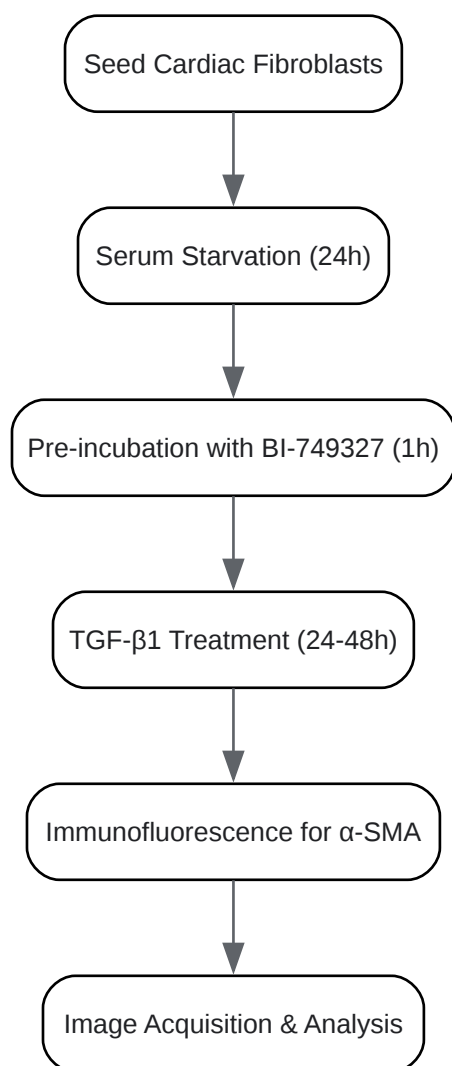 Seed Cardiac Fibroblasts
Serum Starvation (24h)
Pre-incubation with BI-749327 (1h)
TGF-β1 Treatment (24-48h)
Immunofluorescence for α-SMA
Image Acquisition & Analysis